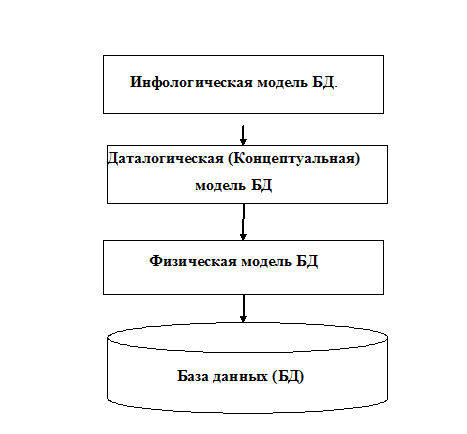 Инфологическая модель БД.
Даталогическая (Концептуальная)
модель БД
Физическая модель БД
База данных (БД)